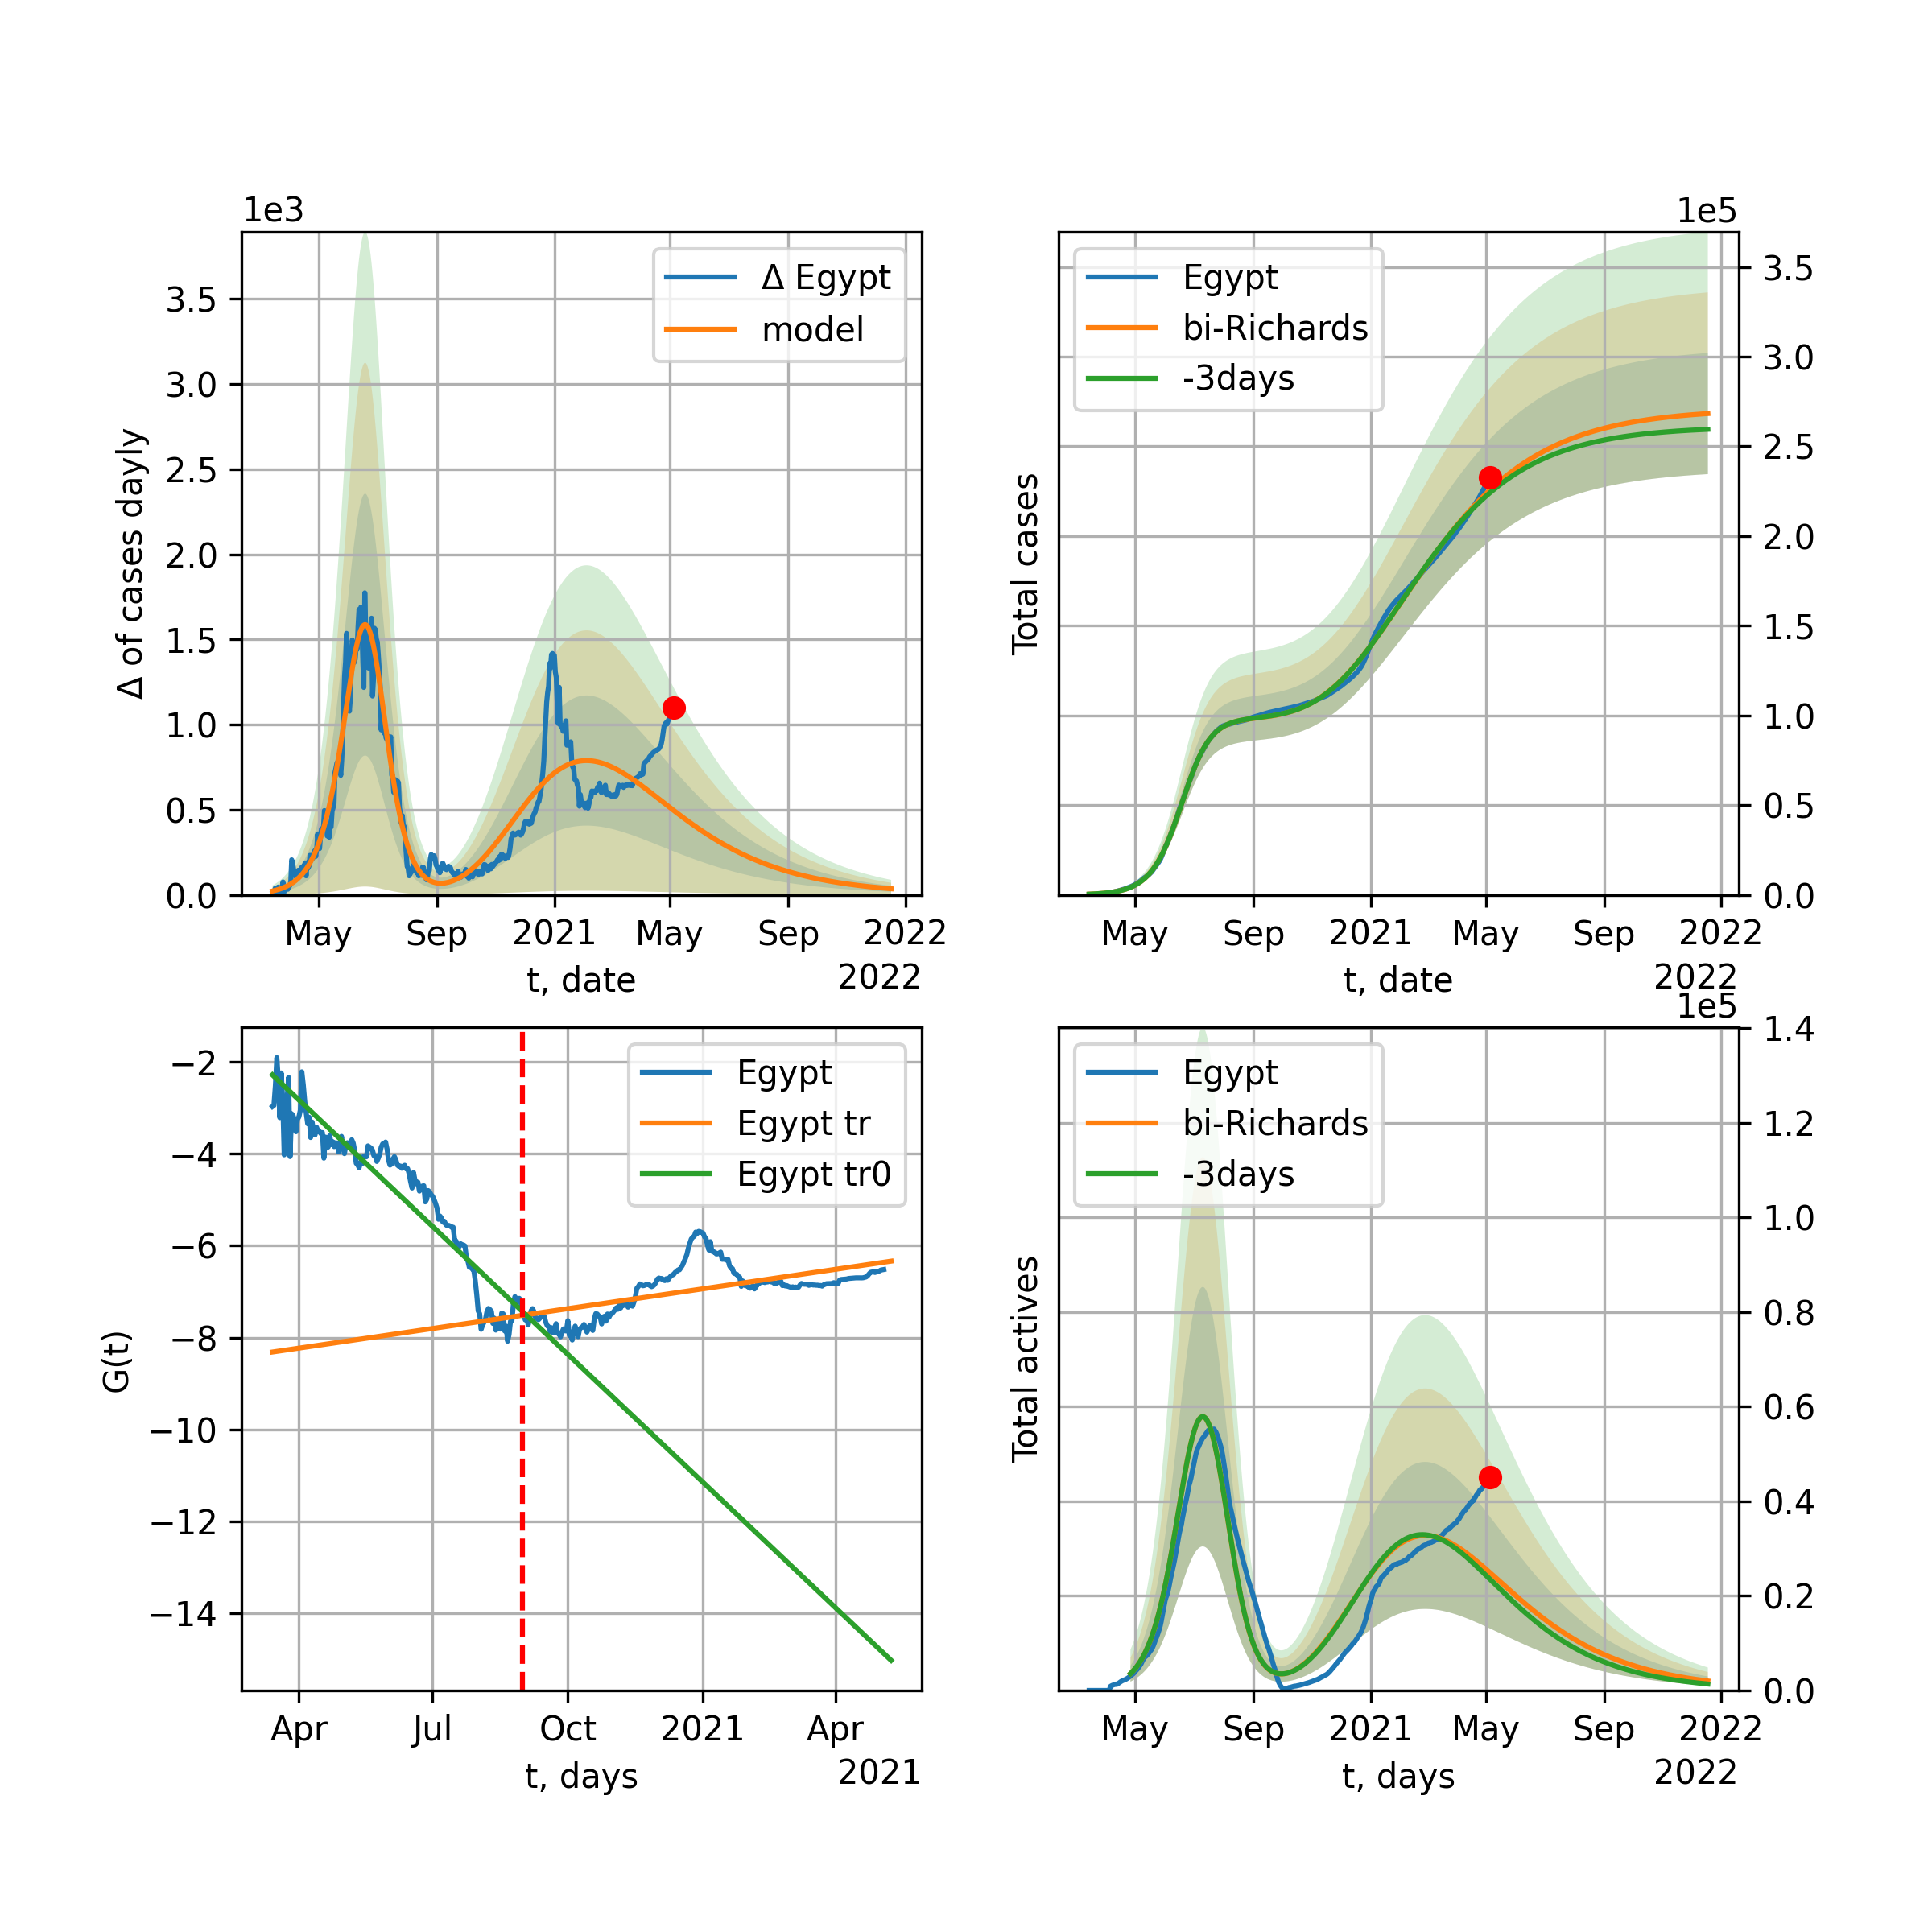 1e3
Δ of cases dayly
3.5
3.0
2.5
2.0
1.5
1.0
0.5
0.0
Δ Egypt
model
May Sep 2021 May Sep 2022
t, date
2022
1e5
Total cases
Egypt
bi-Richards
-3days
3.5
3.0
2.5
2.0
1.5
1.0
0.5
0.0
May Sep 2021 May Sep 2022
t, date
2022
G(t)
−2
−4
−6
−8
−10
−12
−14
Egypt
Egypt tr
Egypt tr0
Apr Jul Oct 2021 Apr
t, days
2021
1e5
Total actives
Egypt
bi-Richards
-3days
1.4
1.2
1.0
0.8
0.6
0.4
0.2
0.0
May Sep 2021 May Sep 2022
t, days
2022